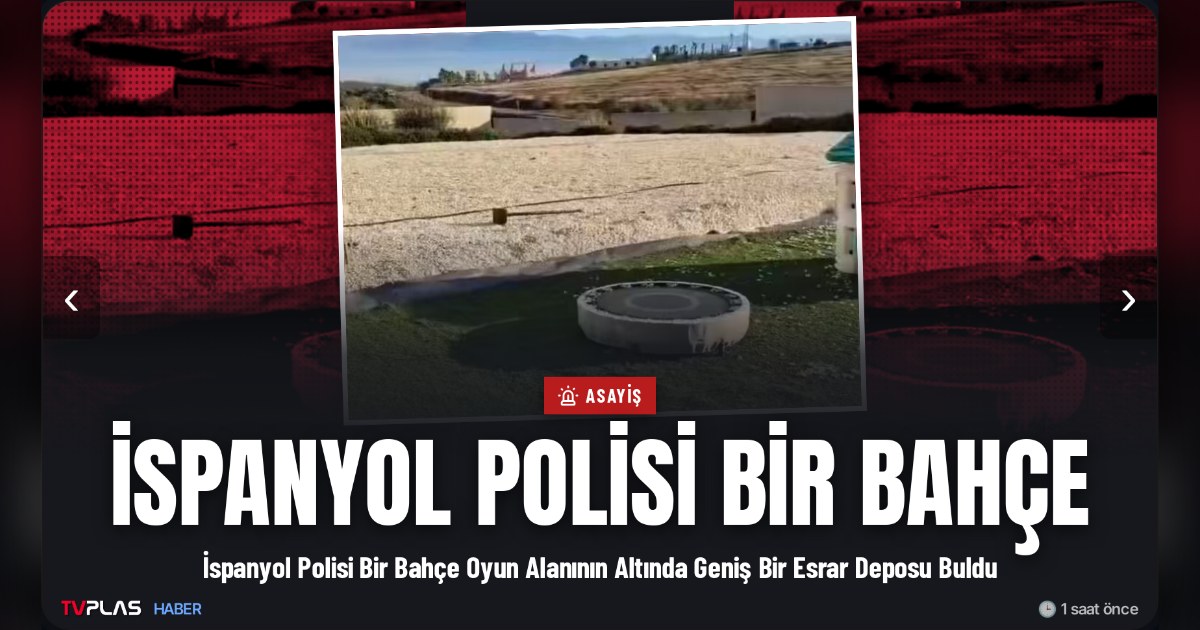 ASAYİŞ
İSPANYOL POLİSİ BİR BAHÇE
İspanyol Polisi Bir Bahçe Oyun Alanının Altında Geniş Bir Esrar Deposu Buldu
TVPLAS HABER
1 saat önce